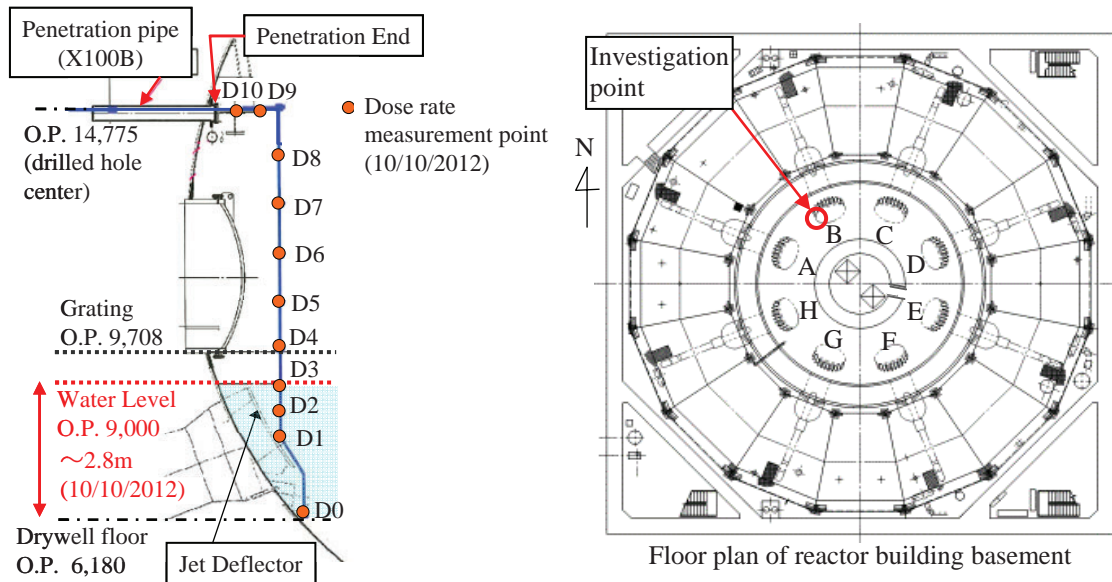 Penetration pipe
(X100B)
Penetration End
D10
D9
O.P. 14,775
(drilled hole
center)
Dose rate
measurement point
(10/10/2012)
D8
D7
D6
D5
Grating
O.P. 9,708
D4
D3
Water Level
O.P. 9,000
～2.8m
(10/10/2012)
D2
D1
D0
Drywell floor
O.P. 6,180
Jet Deflector
Investigation
point
N
B
C
A
D
H
E
G
F
Floor plan of reactor building basement